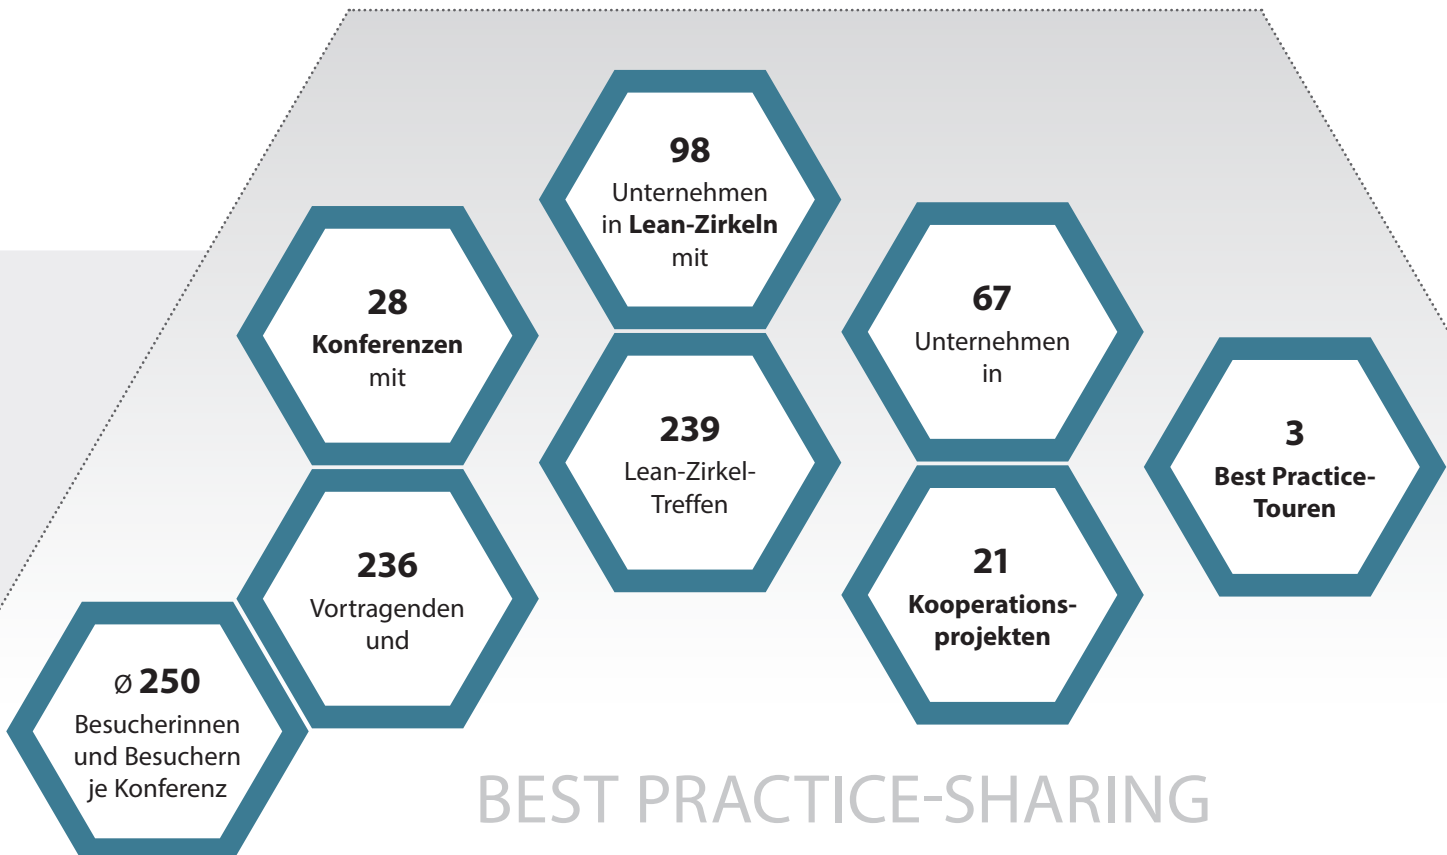 98
Unternehmen
in Lean-Zirkeln
mit
239
Lean-Zirkel-
Treffen
28
Konferenzen
mit
236
Vortragenden
und
Ø 250
Besucherinnen
und Besuchern
je Konferenz
67
Unternehmen
in
21
Kooperations-
projekten
3
Best Practice-
Touren
BEST PRACTICE-SHARING